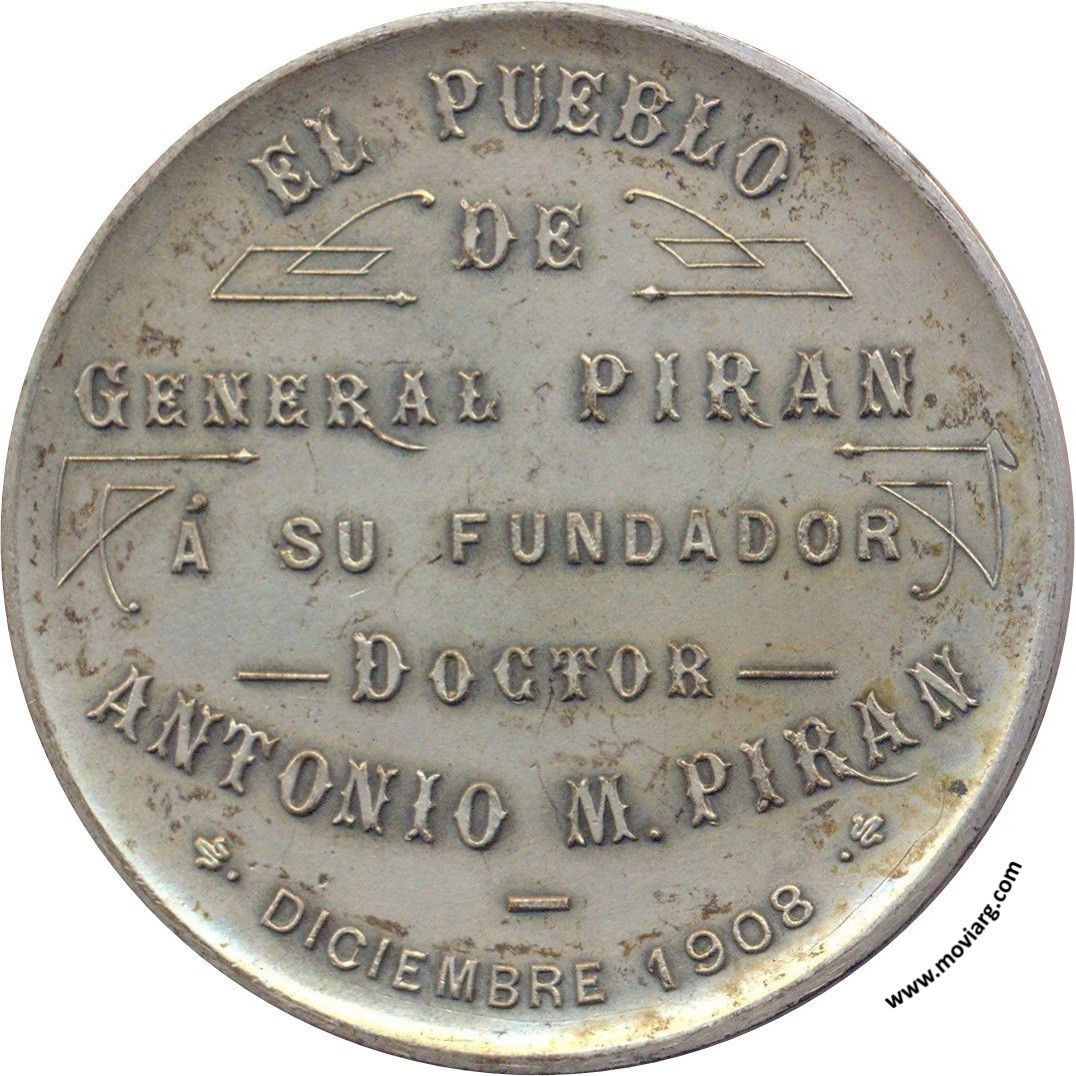 EL PUEBLO
DE
GENERAL PIRAN
Á SU FUNDADOR
— DOCTOR —
ANTONIO M. PIRAN
—
DICIEMBRE 1908
www.moviarg.com